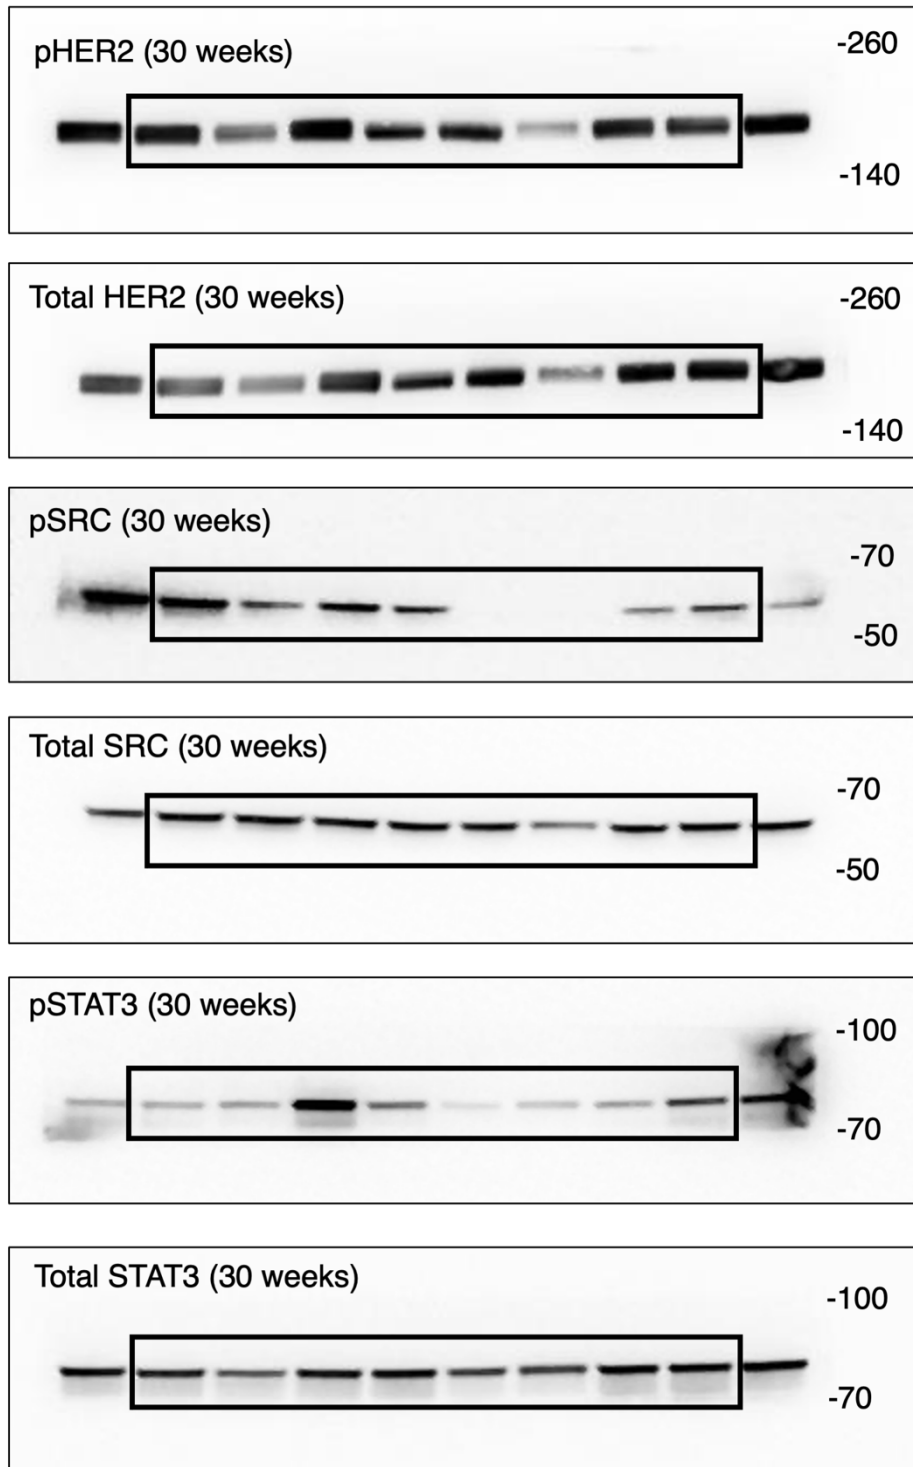 pHER2 (30 weeks)
-260
-140
Total HER2 (30 weeks)
-260
-140
pSRC (30 weeks)
-70
-50
Total SRC (30 weeks)
-70
-50
pSTAT3 (30 weeks)
-100
-70
Total STAT3 (30 weeks)
-100
-70